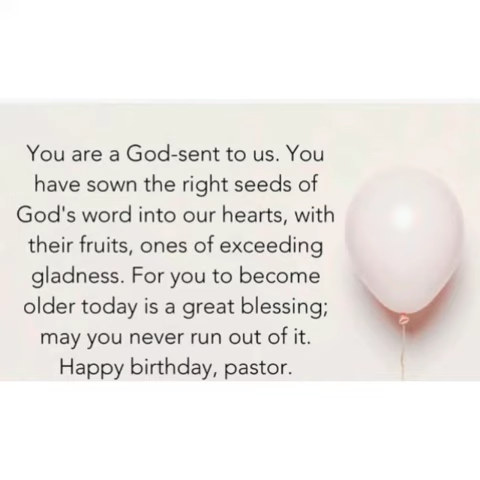 You are a God-sent to us. You
have sown the right seeds of
God's word into our hearts, with
their fruits, ones of exceeding
gladness. For you to become
older today is a great blessing;
may you never run out of it.
Happy birthday, pastor.